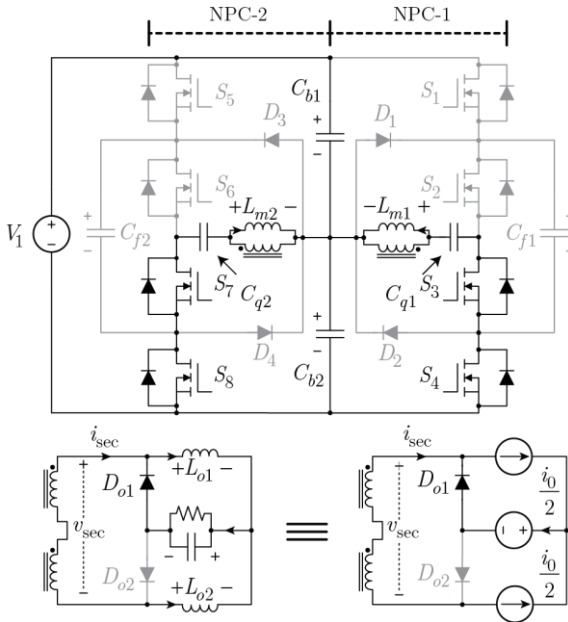 NPC-2 NPC-1
S5 Cb1 S1
D3 + D1
S6 − S2
+Lm2− −Lm1+
V1 + − Cf2 + − Cf1 + −
S7 Cq2 Cq1 S3
D4 + D2
S8 Cb2 − S4
isec isec
+ +Lo1− + i0/2
Do1 Do1
vsec − + vsec − + i0/2
Do2 Do2
− +Lo2− −